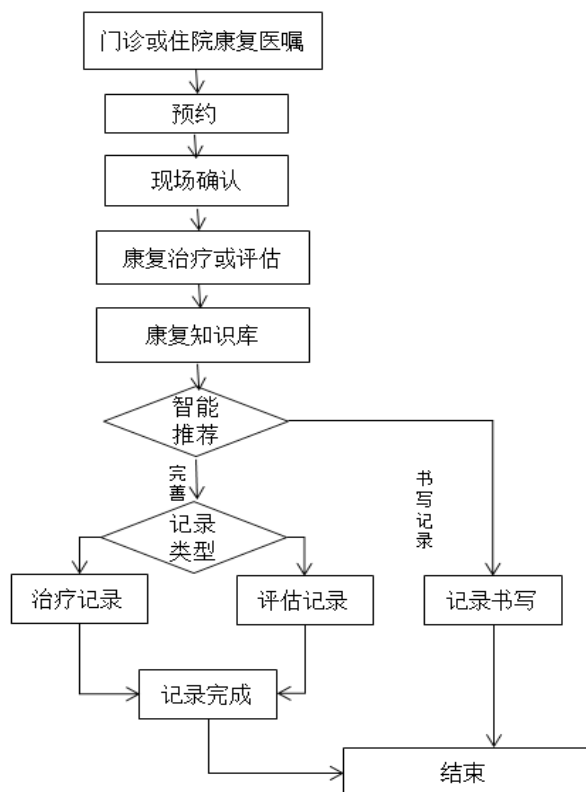 门诊或住院康复医嘱
预约
现场确认
康复治疗或评估
康复知识库
智能
推荐
完善
书写记录
记录
类型
治疗记录
评估记录
记录书写
记录完成
结束